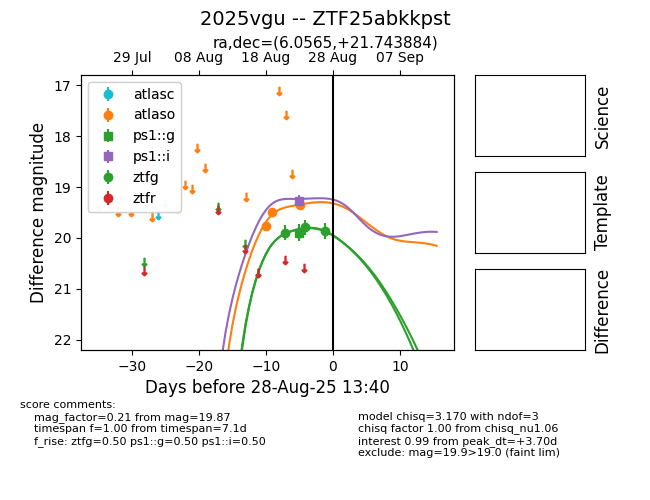 2025vgu -- ZTF25abkkpst
ra,dec=(6.0565,+21.743884)
29 Jul
08 Aug
18 Aug
28 Aug
07 Sep
17
18
19
20
21
22
Difference magnitude
atlasc
atlaso
ps1::g
ps1::i
ztfg
ztfr
−30
−20
−10
0
10
Days before 28-Aug-25 13:40
Science
Template
Difference
score comments:
mag_factor=0.21 from mag=19.87
timespan f=1.00 from timespan=7.1d
f_rise: ztfg=0.50 ps1::g=0.50 ps1::i=0.50
model chisq=3.170 with ndof=3
chisq factor 1.00 from chisq_nu1.06
interest 0.99 from peak_dt=+3.70d
exclude: mag=19.9>19.0 (faint lim)